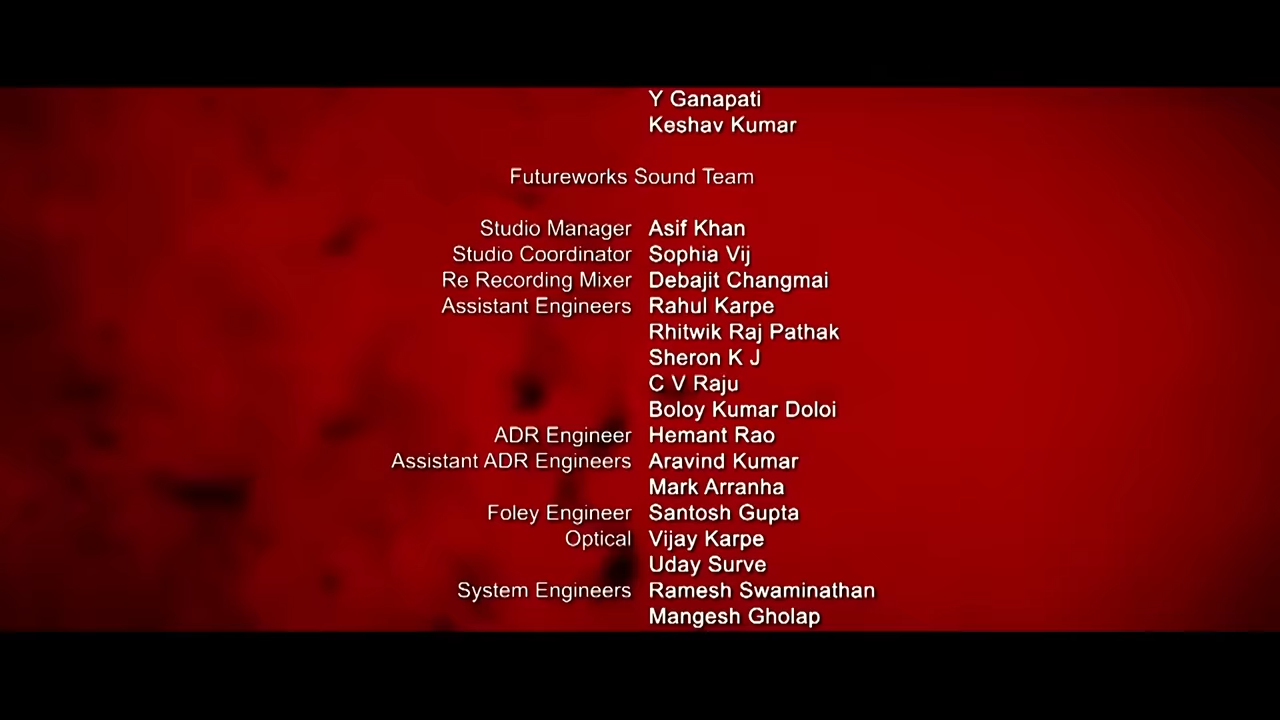 Y Ganapati
Keshav Kumar
Futureworks Sound Team
Studio Manager Asif Khan
Studio Coordinator Sophia Vij
Re Recording Mixer Debajit Changmai
Assistant Engineers Rahul Karpe
Rhitwik Raj Pathak
Sheron K J
C V Raju
Boloy Kumar Doloi
ADR Engineer Hemant Rao
Assistant ADR Engineers Aravind Kumar
Mark Arranha
Foley Engineer Santosh Gupta
Optical Vijay Karpe
Uday Surve
System Engineers Ramesh Swaminathan
Mangesh Gholap